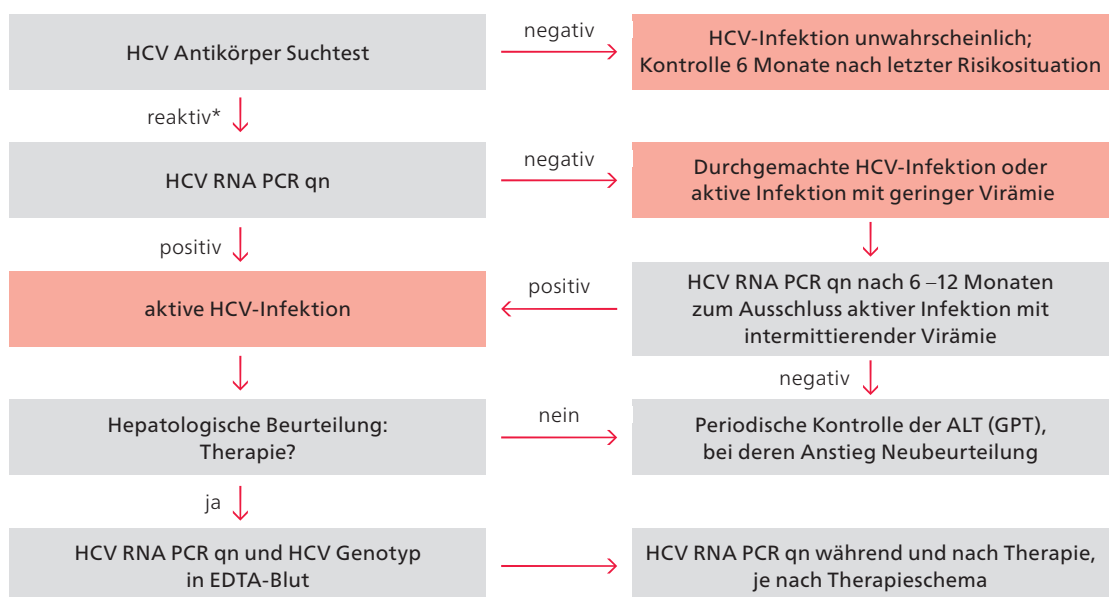 HCV Antikörper Suchtest
negativ
HCV-Infektion unwahrscheinlich;
Kontrolle 6 Monate nach letzter Risikosituation
reaktiv*
HCV RNA PCR qn
negativ
Durchgemachte HCV-Infektion oder
aktive Infektion mit geringer Virämie
positiv
aktive HCV-Infektion
positiv
HCV RNA PCR qn nach 6 –12 Monaten
zum Ausschluss aktiver Infektion mit
intermittierender Virämie
negativ
Hepatologische Beurteilung:
Therapie?
nein
Periodische Kontrolle der ALT (GPT),
bei deren Anstieg Neubeurteilung
ja
HCV RNA PCR qn und HCV Genotyp
in EDTA-Blut
HCV RNA PCR qn während und nach Therapie,
je nach Therapieschema